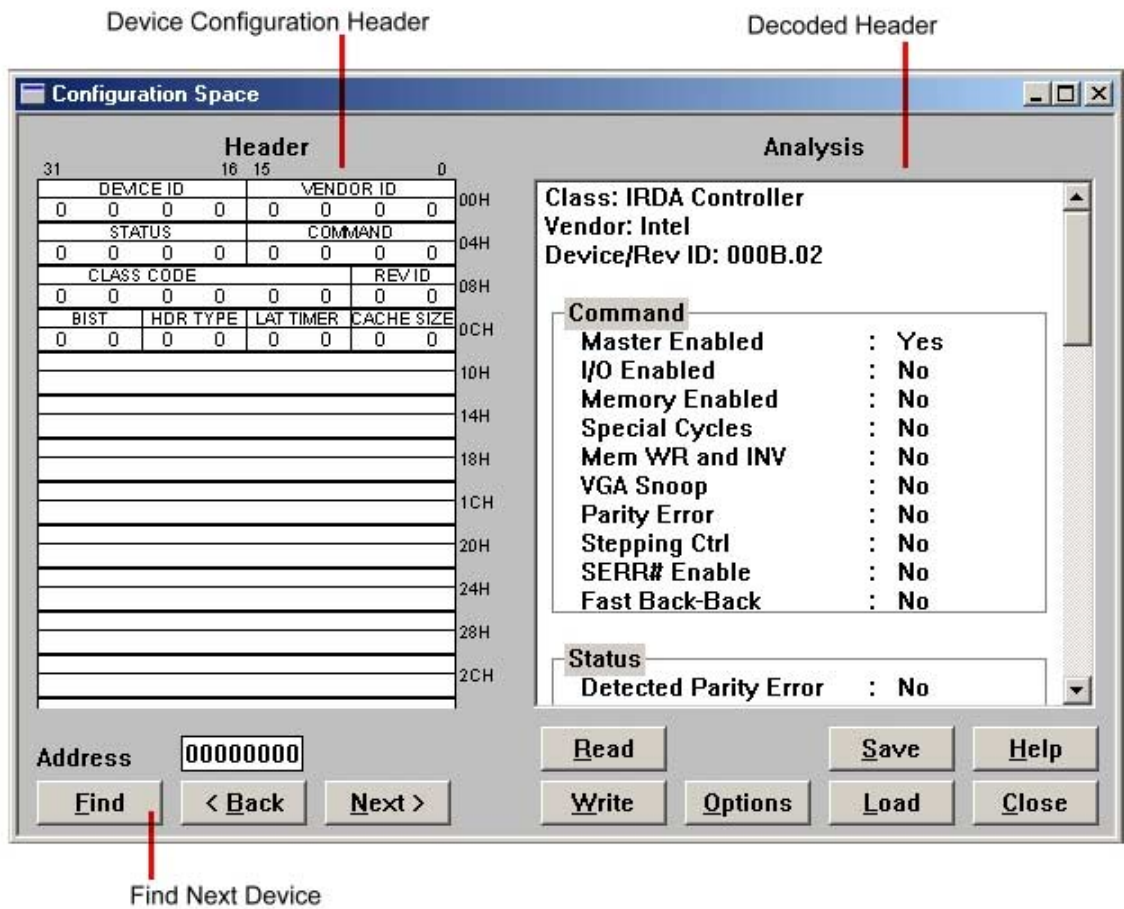 Device Configuration Header
Decoded Header
Configuration Space
Header
31 16 15 0
DEVICE ID VENDOR ID
0 0 0 0 0 0 0 0 00H
STATUS COMMAND
0 0 0 0 0 0 0 0 04H
CLASS CODE REV ID
0 0 0 0 0 0 0 0 08H
BIST HDR TYPE LAT TIMER CACHE SIZE
0 0 0 0 0 0 0 0 0CH
10H
14H
18H
1CH
20H
24H
28H
2CH
Address 00000000
Find < Back Next >
Analysis
Class: IRDA Controller
Vendor: Intel
Device/Rev ID: 000B.02
Command
Master Enabled : Yes
I/O Enabled : No
Memory Enabled : No
Special Cycles : No
Mem WR and INV : No
VGA Snoop : No
Parity Error : No
Stepping Ctrl : No
SERR# Enable : No
Fast Back-Back : No
Status
Detected Parity Error : No
Read Save Help
Write Options Load Close
Find Next Device